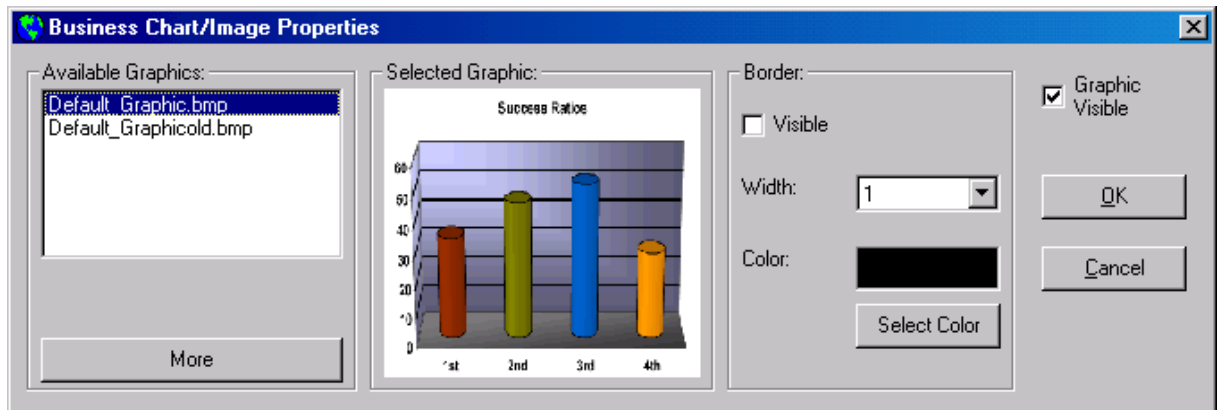 Business Chart/Image Properties
Available Graphics:
Default_Graphic.bmp
Default_Graphicold.bmp
More
Selected Graphic:
Success Ratios
60
50
40
30
20
10
0
1st
2nd
3rd
4th
Border:
Visible
Width:
1
Color:
Select Color
Graphic
Visible
OK
Cancel